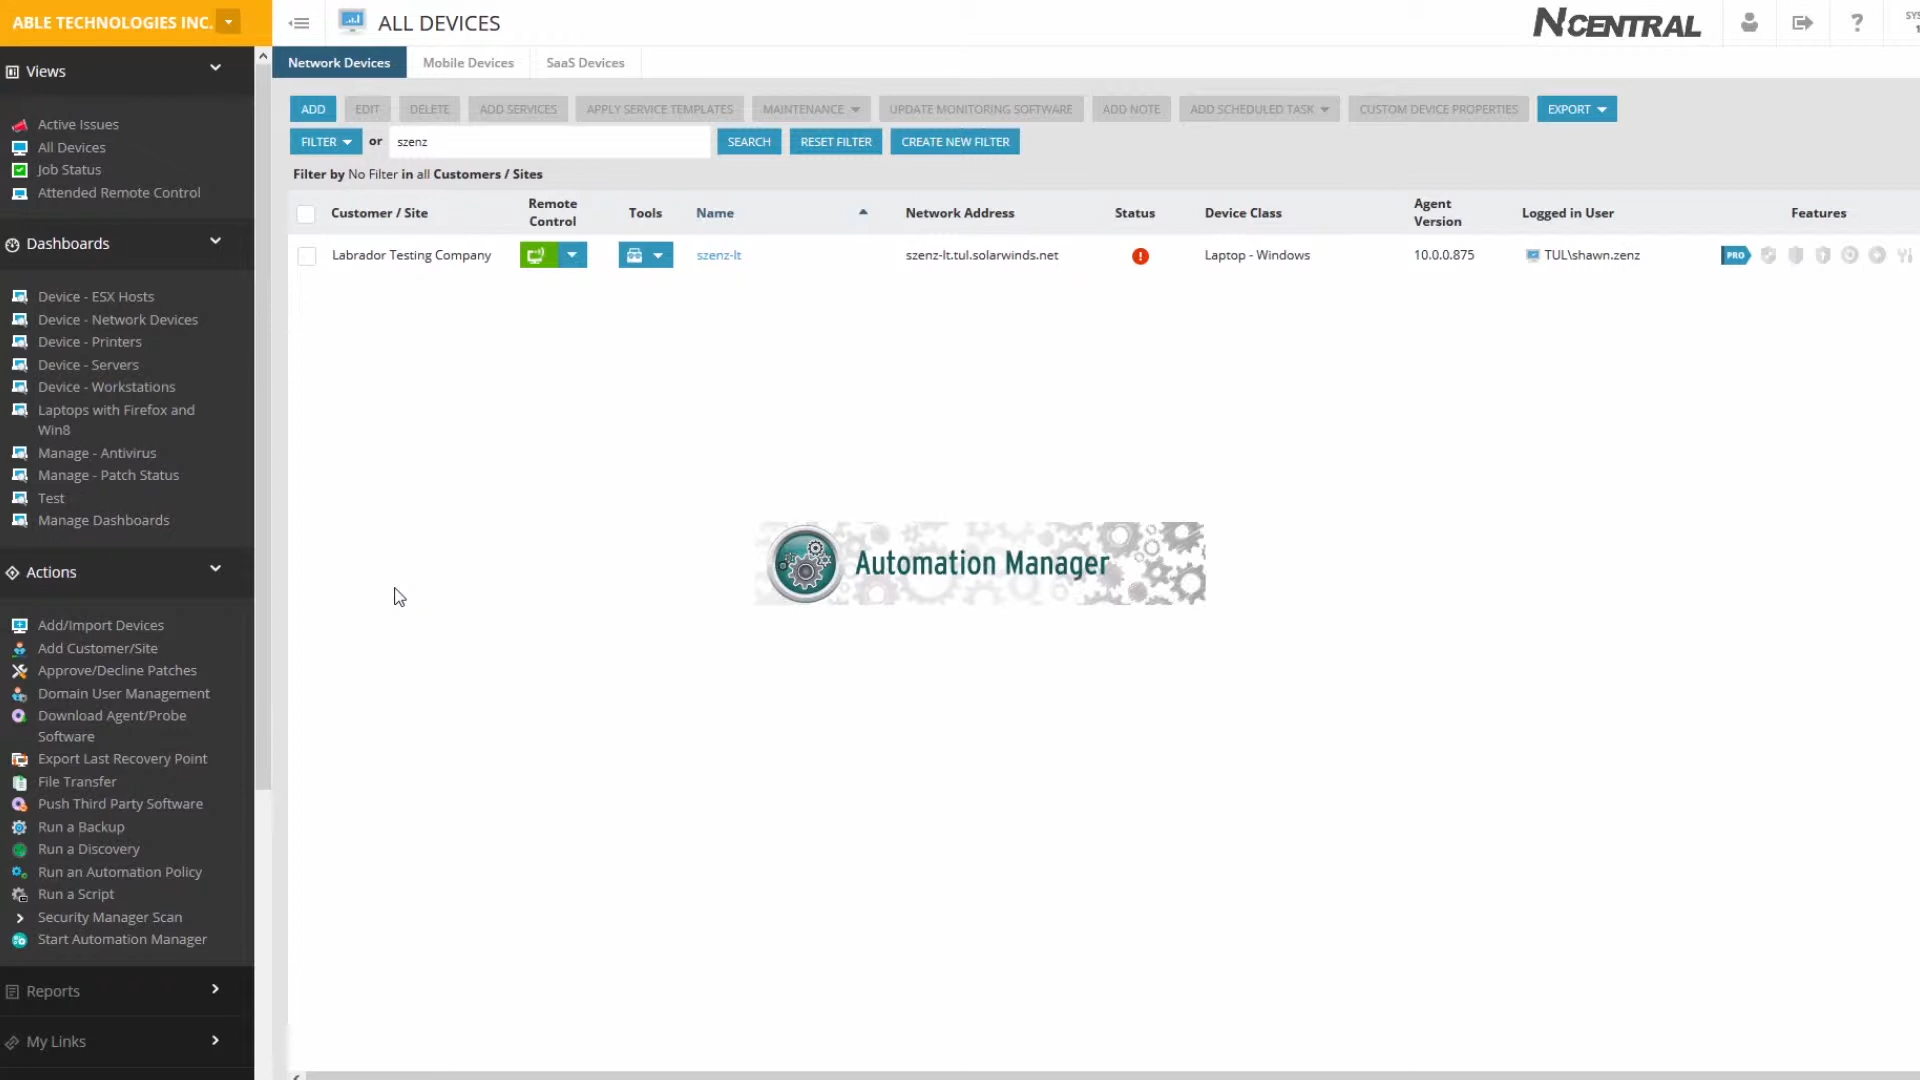 ABLE TECHNOLOGIES INC.
ALL DEVICES
NCENTRAL
?
SYS
Views
Active Issues
All Devices
Job Status
Attended Remote Control
Dashboards
Device - ESX Hosts
Device - Network Devices
Device - Printers
Device - Servers
Device - Workstations
Laptops with Firefox and
Win8
Manage - Antivirus
Manage - Patch Status
Test
Manage Dashboards
Actions
Add/Import Devices
Add Customer/Site
Approve/Decline Patches
Domain User Management
Download Agent/Probe
Software
Export Last Recovery Point
File Transfer
Push Third Party Software
Run a Backup
Run a Discovery
Run an Automation Policy
Run a Script
Security Manager Scan
Start Automation Manager
Reports
My Links
Network Devices Mobile Devices SaaS Devices
ADD EDIT DELETE ADD SERVICES APPLY SERVICE TEMPLATES MAINTENANCE UPDATE MONITORING SOFTWARE ADD NOTE ADD SCHEDULED TASK CUSTOM DEVICE PROPERTIES EXPORT
FILTER or szenz SEARCH RESET FILTER CREATE NEW FILTER
Filter by No Filter in all Customers / Sites
Customer / Site Remote Control Tools Name Network Address Status Device Class Agent Version Logged in User Features
Labrador Testing Company szenz-lt szenz-lt.tul.solarwinds.net Laptop - Windows 10.0.0.875 TUL\shawn.zenz PRO
Automation Manager